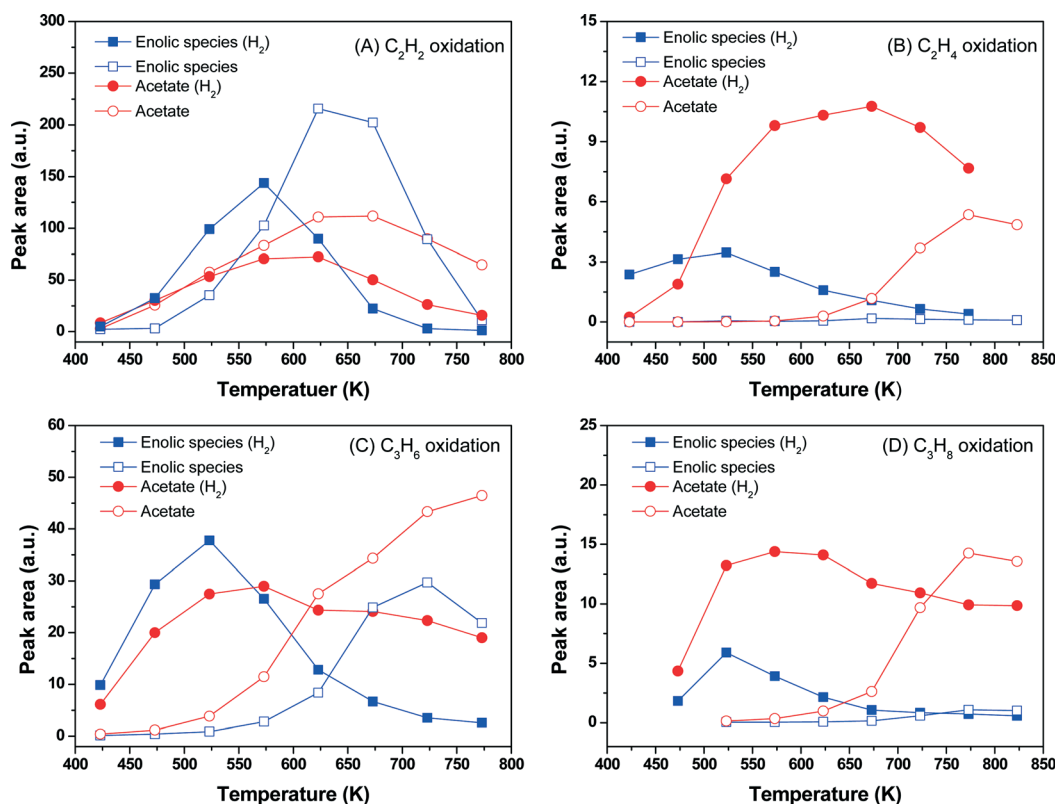 (A) C₂H₂ oxidation
Enolic species (H₂)
Enolic species
Acetate (H₂)
Acetate
Peak area (a.u.)
300
250
200
150
100
50
0
400 450 500 550 600 650 700 750 800
Temperatuer (K)
(B) C₂H₄ oxidation
Enolic species (H₂)
Enolic species
Acetate (H₂)
Acetate
Peak area (a.u.)
15
12
9
6
3
0
400 450 500 550 600 650 700 750 800 850
Temperature (K)
(C) C₃H₆ oxidation
Enolic species (H₂)
Enolic species
Acetate (H₂)
Acetate
Peak area (a.u.)
60
50
40
30
20
10
0
400 450 500 550 600 650 700 750 800
Temperature (K)
(D) C₃H₈ oxidation
Enolic species (H₂)
Enolic species
Acetate (H₂)
Acetate
Peak area (a.u.)
25
20
15
10
5
0
400 450 500 550 600 650 700 750 800 850
Temperature (K)